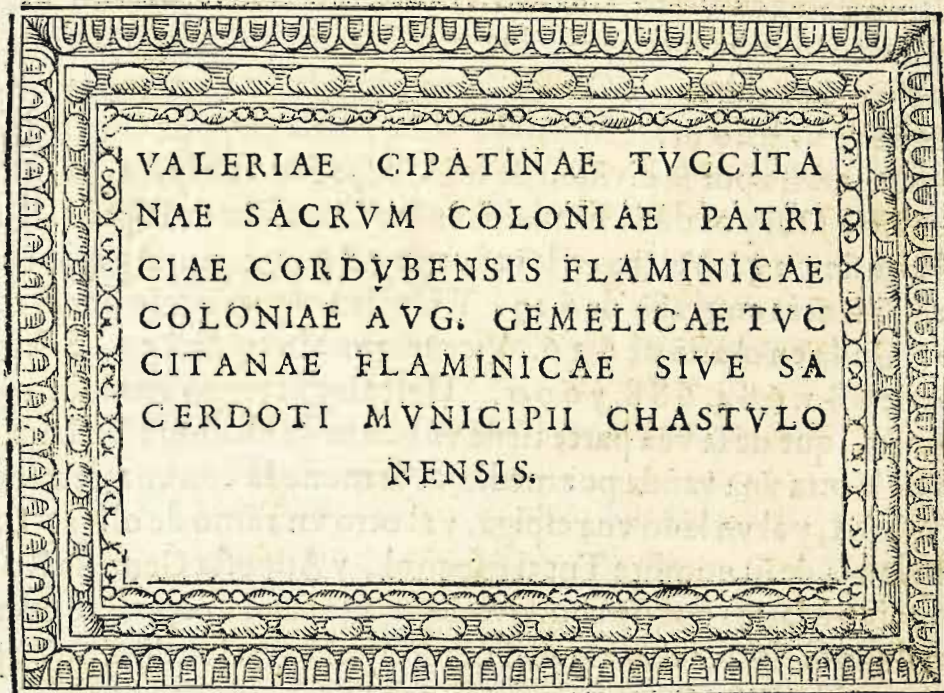 VALERIAE CIPATINAE TVCCITA
NAE SACRVM COLONIAE PATRI
CIAE CORDVBENSIS FLAMINICAE
COLONIAE AVG. GEMELICAE TVC
CITANAE FLAMINICAE SIVE SA
CERDOTI MVNICIPII CHASTVLO
NENSIS.